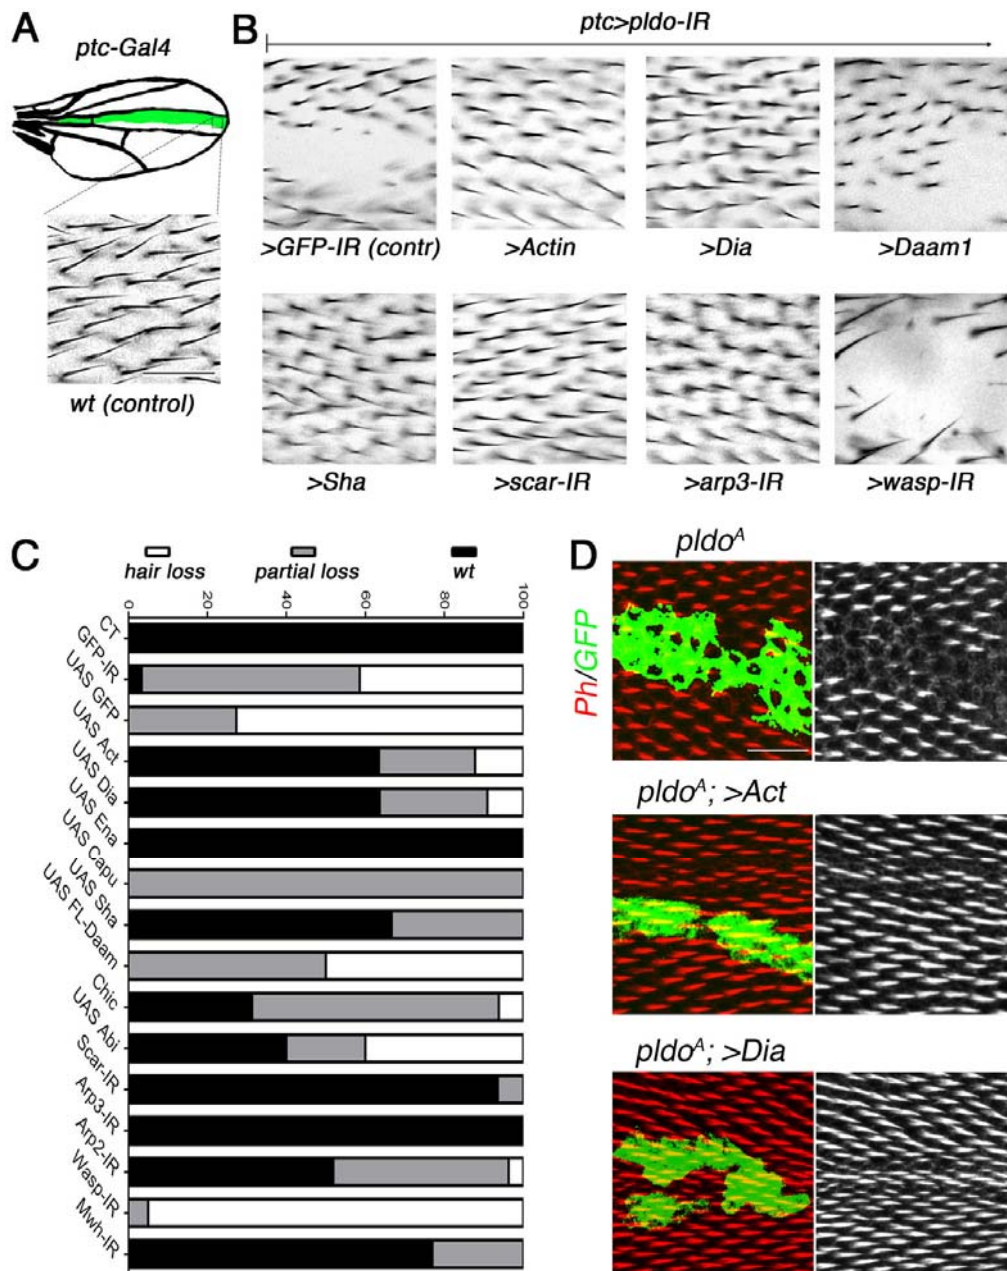 A
ptc-Gal4
wt (control)
B
ptc>pldo-IR
>GFP-IR (contr)
>Actin
>Dia
>Daam1
>Sha
>scar-IR
>arp3-IR
>wasp-IR
C
hair loss
partial loss
wt
0
20
40
60
80
100
CT
GFP-IR
UAS GFP
UAS Act
UAS Dia
UAS Ena
UAS Capu
UAS Sha
UAS FL-Daam
Chic
UAS Abi
Scar-IR
Arp3-IR
Arp2-IR
Wasp-IR
Mwh-IR
D
pldoᴬ
Ph/GFP
pldoᴬ; >Act
pldoᴬ; >Dia